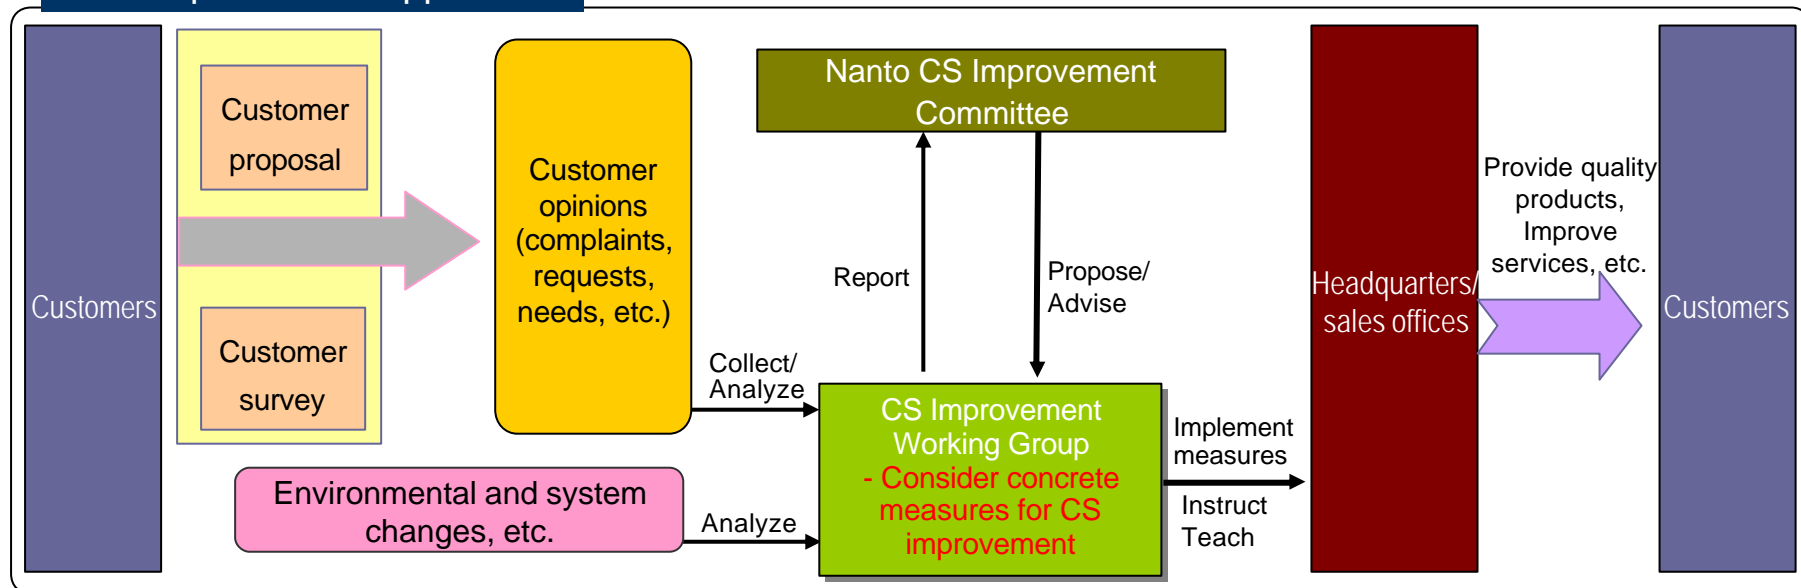 Customers
Customer
proposal
Customer
survey
Customer
opinions
(complaints,
requests,
needs, etc.)
Environmental and system
changes, etc.
Collect/
Analyze
Analyze
Nanto CS Improvement
Committee
Report
Propose/
Advise
CS Improvement
Working Group
- Consider concrete
measures for CS
improvement
Implement
measures
Instruct
Teach
Headquarters/
sales offices
Provide quality
products,
Improve
services, etc.
Customers